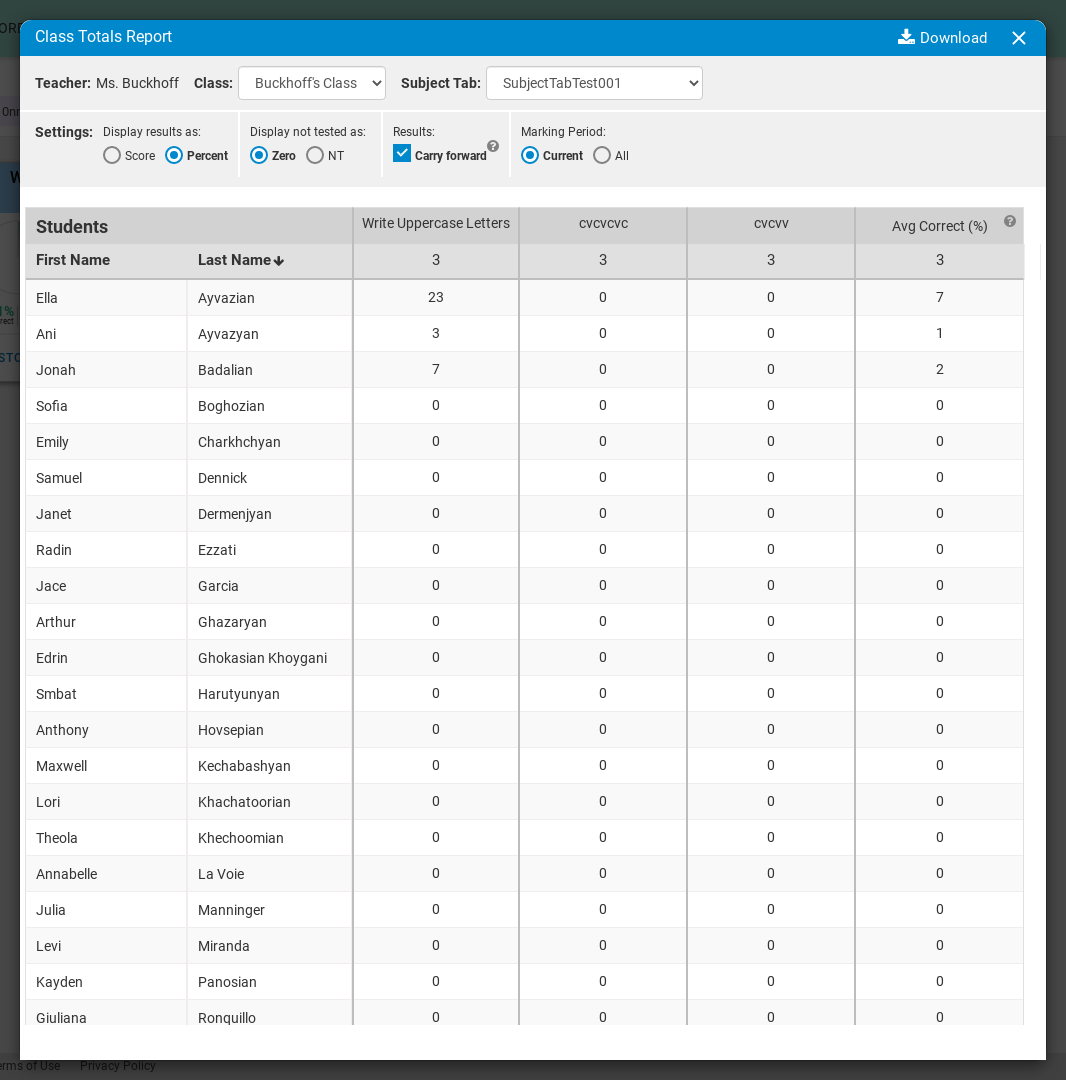 Class Totals Report Download
Teacher: Ms. Buckhoff Class: Buckhoff's Class Subject Tab: SubjectTabTest001
Settings: Display results as: Display not tested as: Results: Marking Period:
Score Percent Zero NT Carry forward Current All
Students Write Uppercase Letters cvcvcvc cvcvv Avg Correct (%)
First Name Last Name 3 3 3 3
Ella Ayvazian 23 0 0 7
Ani Ayvazyan 3 0 0 1
Jonah Badalian 7 0 0 2
Sofia Boghozian 0 0 0 0
Emily Charkhchyan 0 0 0 0
Samuel Dennick 0 0 0 0
Janet Dermenjyan 0 0 0 0
Radin Ezzati 0 0 0 0
Jace Garcia 0 0 0 0
Arthur Ghazaryan 0 0 0 0
Edrin Ghokasian Khoygani 0 0 0 0
Smbat Harutyunyan 0 0 0 0
Anthony Hovsepian 0 0 0 0
Maxwell Kechabashyan 0 0 0 0
Lori Khachatoorian 0 0 0 0
Theola Khechoomian 0 0 0 0
Annabelle La Voie 0 0 0 0
Julia Manninger 0 0 0 0
Levi Miranda 0 0 0 0
Kayden Panosian 0 0 0 0
Giuliana Ronquillo 0 0 0 0
of Use Privacy Policy